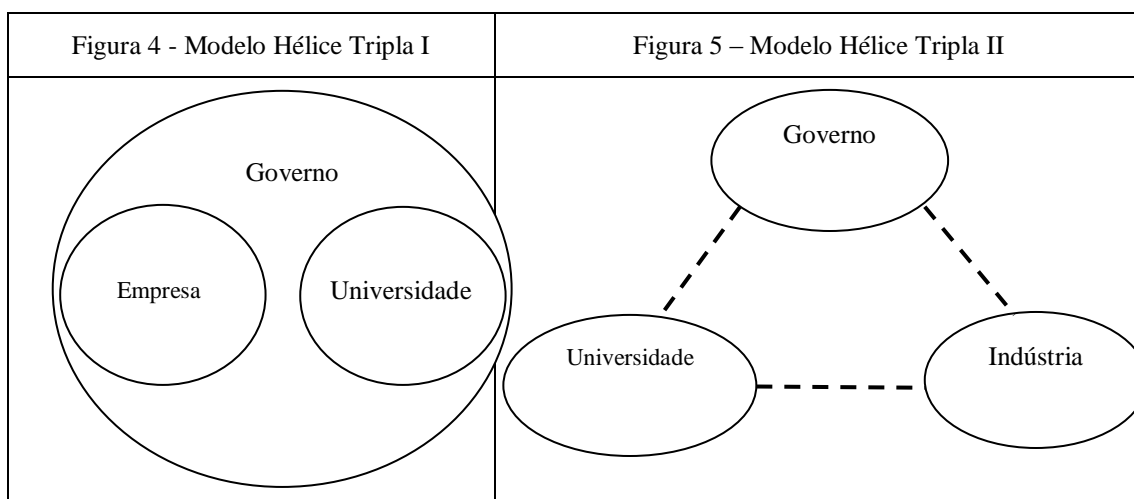 Figura 4 - Modelo Hélice Tripla I
Figura 5 – Modelo Hélice Tripla II
Governo
Empresa
Universidade
Governo
Universidade
Indústria